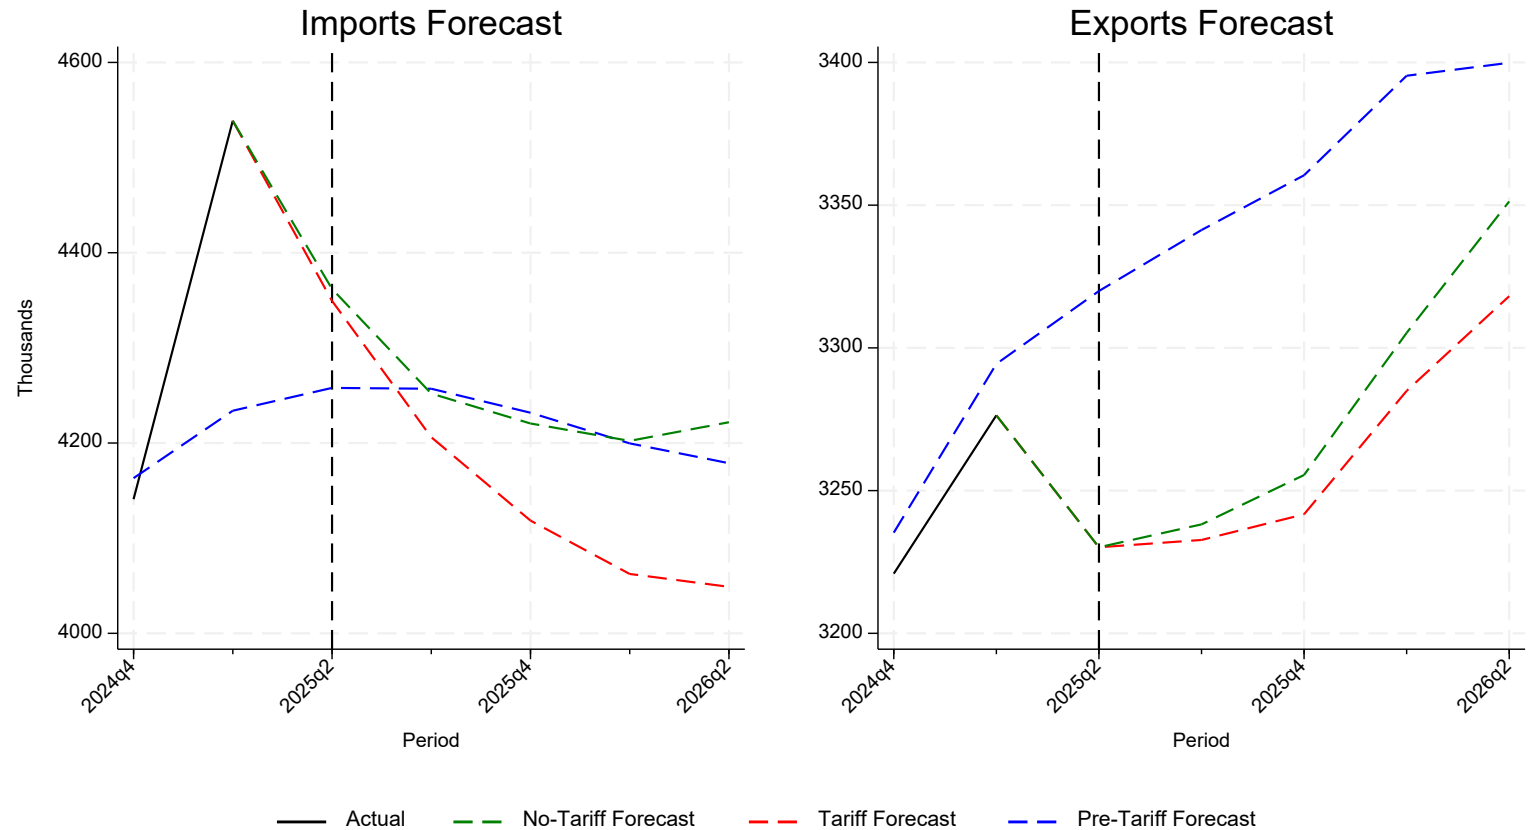 Imports Forecast
4600
4400
4200
4000
Thousands
2024q4
2025q2
2025q4
2026q2
Period
Exports Forecast
3400
3350
3300
3250
3200
2024q4
2025q2
2025q4
2026q2
Period
Actual No-Tariff Forecast Tariff Forecast Pre-Tariff Forecast